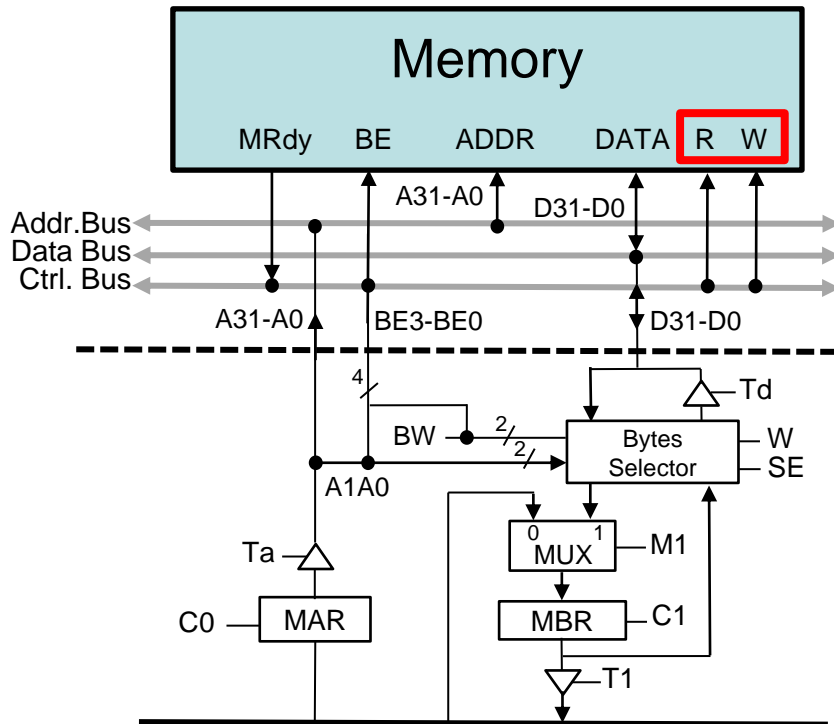 Memory
MRdy BE ADDR DATA R W
A31-A0 D31-D0
Addr.Bus
Data Bus
Ctrl. Bus
A31-A0 BE3-BE0 D31-D0
4
Td
BW 2 Bytes W
2 Selector SE
A1A0
0 1
Ta MUX M1
C0 MAR MBR C1
T1